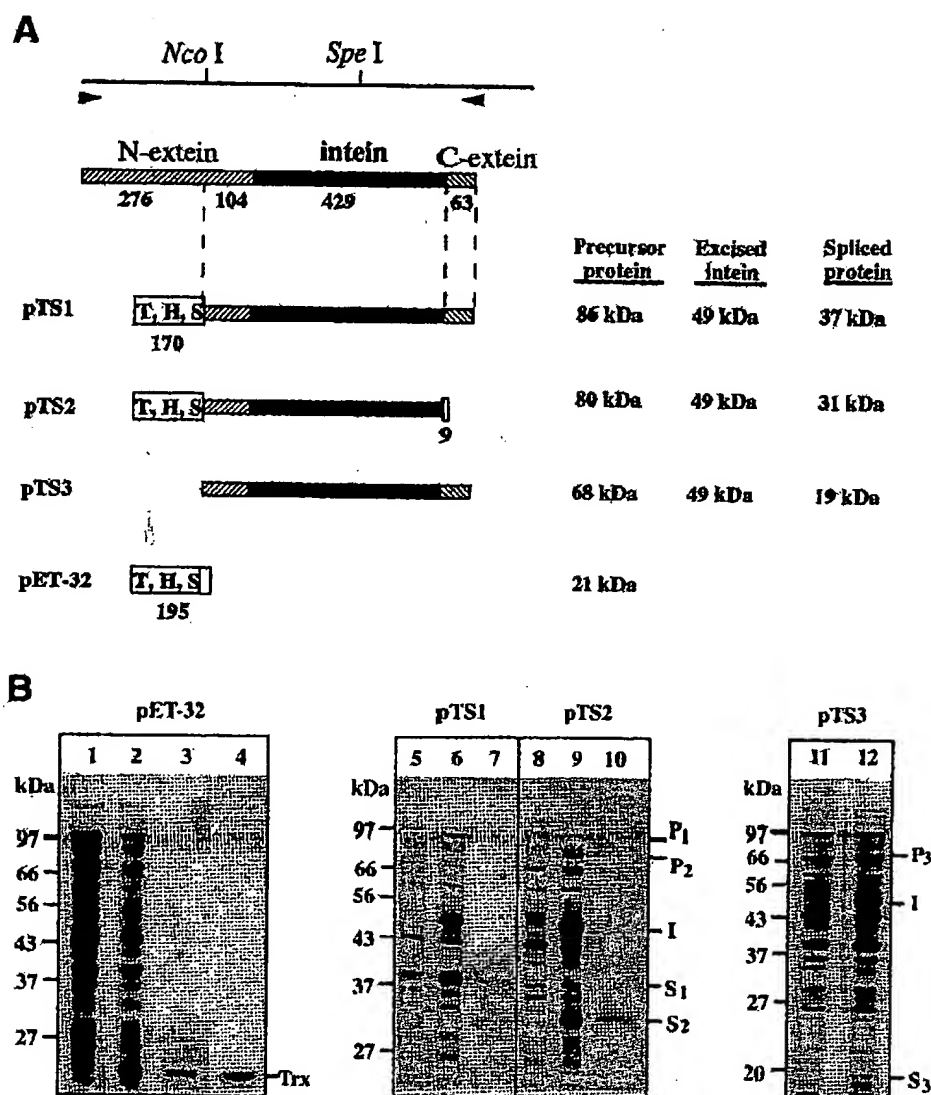 A
Nco I Spe I
N-extein intein C-extein
276 104 429 63
Precursor protein Excised Intein Spliced protein
pTS1 T, H, S 86 kDa 49 kDa 37 kDa
170
pTS2 T, H, S 80 kDa 49 kDa 31 kDa
9
pTS3 68 kDa 49 kDa 19 kDa
pET-32 T, H, S 21 kDa
195
B
pET-32 pTS1 pTS2 pTS3
1 2 3 4 5 6 7 8 9 10 11 12
kDa
97
66
56
43
37
27
Trx
kDa
97
66
56
43
37
27
P1
P2
I
S1
S2
kDa
97
66
56
43
37
27
20
P3
I
S3